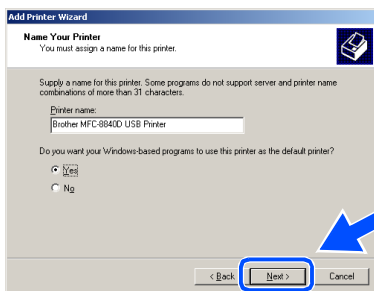 Add Printer Wizard
Name Your Printer
You must assign a name for this printer.
Supply a name for this printer. Some programs do not support server and printer name
combinations of more than 31 characters.
Printer name:
Brother MFC-8840D USB Printer
Do you want your Windows-based programs to use this printer as the default printer?
Yes
No
< Back
Next >
Cancel